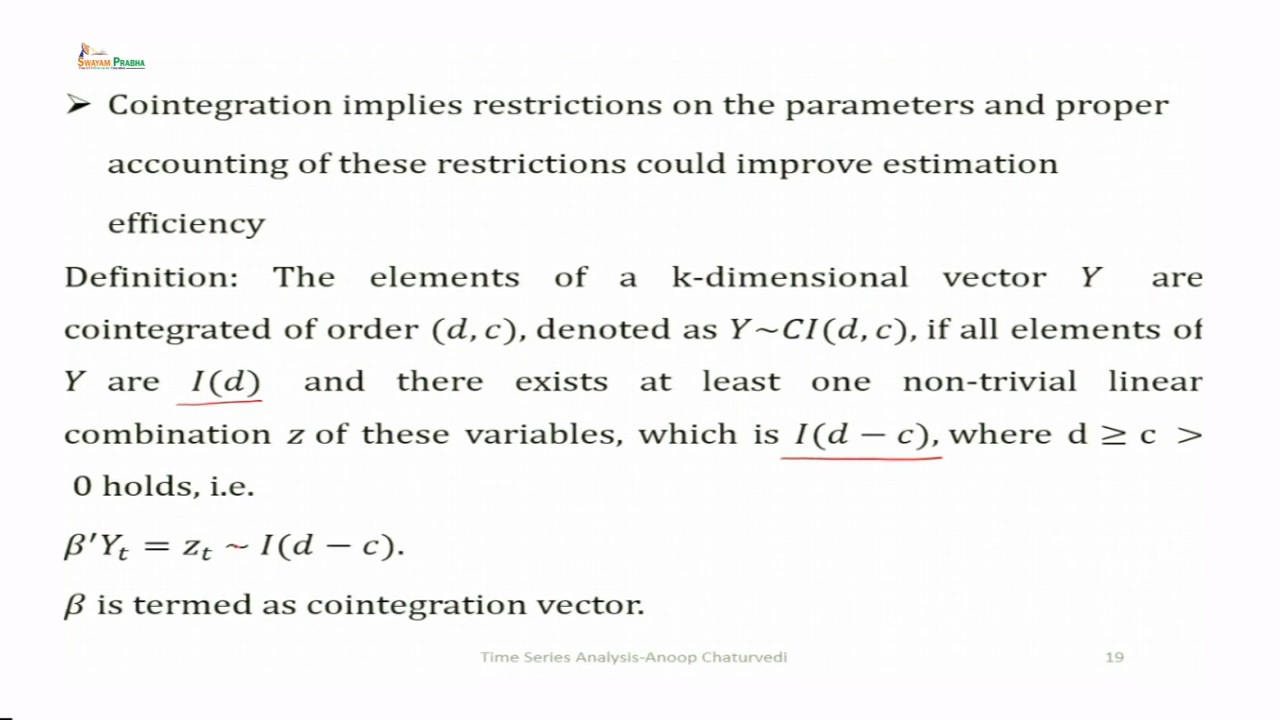 SWAYAM PRABHA
➤ Cointegration implies restrictions on the parameters and proper
accounting of these restrictions could improve estimation
efficiency
Definition: The elements of a k-dimensional vector Y are
cointegrated of order (d, c), denoted as Y~CI(d, c), if all elements of
Y are I(d) and there exists at least one non-trivial linear
combination z of these variables, which is I(d − c), where d ≥ c >
0 holds, i.e.
β′Yₜ = zₜ ~ I(d − c).
β is termed as cointegration vector.
Time Series Analysis-Anoop Chaturvedi 19